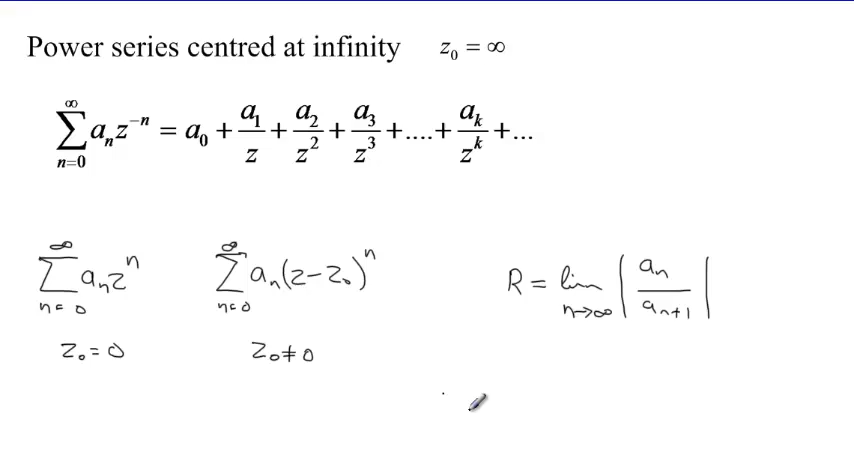 Power series centred at infinity z₀ = ∞
∑_{n=0}^{∞} aₙz⁻ⁿ = a₀ + a₁/z + a₂/z² + a₃/z³ + .... + aₖ/zᵏ + ...
∑_{n=0}^{∞} aₙzⁿ ∑_{n=0}^{∞} aₙ(z-z₀)ⁿ R = lim_{n→∞} |aₙ/aₙ₊₁|
z₀ = 0 z₀ ≠ 0